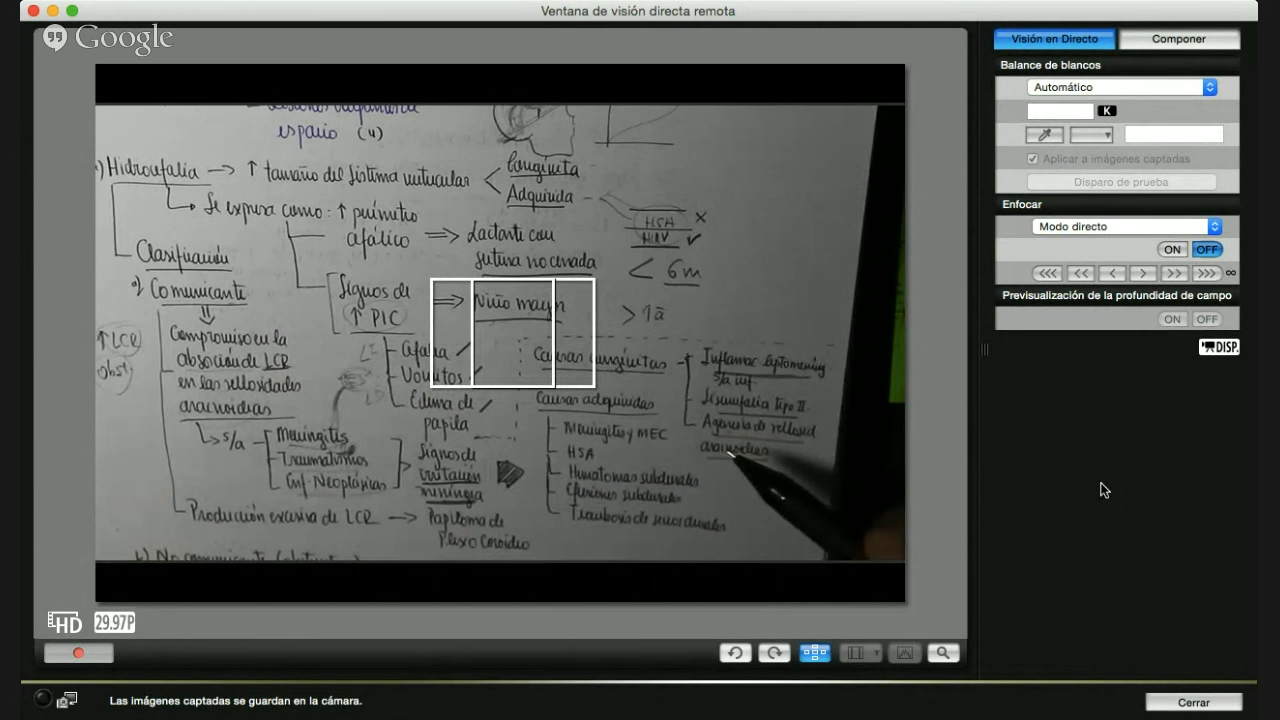 Ventana de visión directa remota
Google
espacio (4)
Hidrocefalia → ↑ tamaño del sistema ventricular < Congénita
Adquirida
HSA ×
HIV ✓
Se expresa como: ↑ perímetro
cefálico ⇒ Lactante con
sutura no cerrada
< 6m
Clasificación
a) Comunicante
Signos de
↑ PIC
⇒ Niño mayor
> 1a
↑ LCR
Obst
Compromiso en la
absorción de LCR
en las vellosidades
aracnoideas
Cefalea
Vómitos
Edema de
papila
Causas congénitas
Inflamac leptomening
s/a inf
tipo II
Agenesia de vellosid
aracnoideas
Causas adquiridas
Meningitis y MEC
HSA
Hematomas subdurales
Efusiones subdurales
Trombosis de senos durales
↳ s/a
Meningitis
Traumatismos
Inf. Neoplásicas
Signos de
irritación
meníngea
Producción excesiva de LCR → Papiloma de
Plexo Coroideo
b) No comunicante
HD 29.97P
Las imágenes captadas se guardan en la cámara.
Visión en Directo
Componer
Balance de blancos
Automático
K
Aplicar a imágenes captadas
Disparo de prueba
Enfocar
Modo directo
ON OFF
<<< << < > >> >>> ∞
Previsualización de la profundidad de campo
ON OFF
DISP.
Cerrar